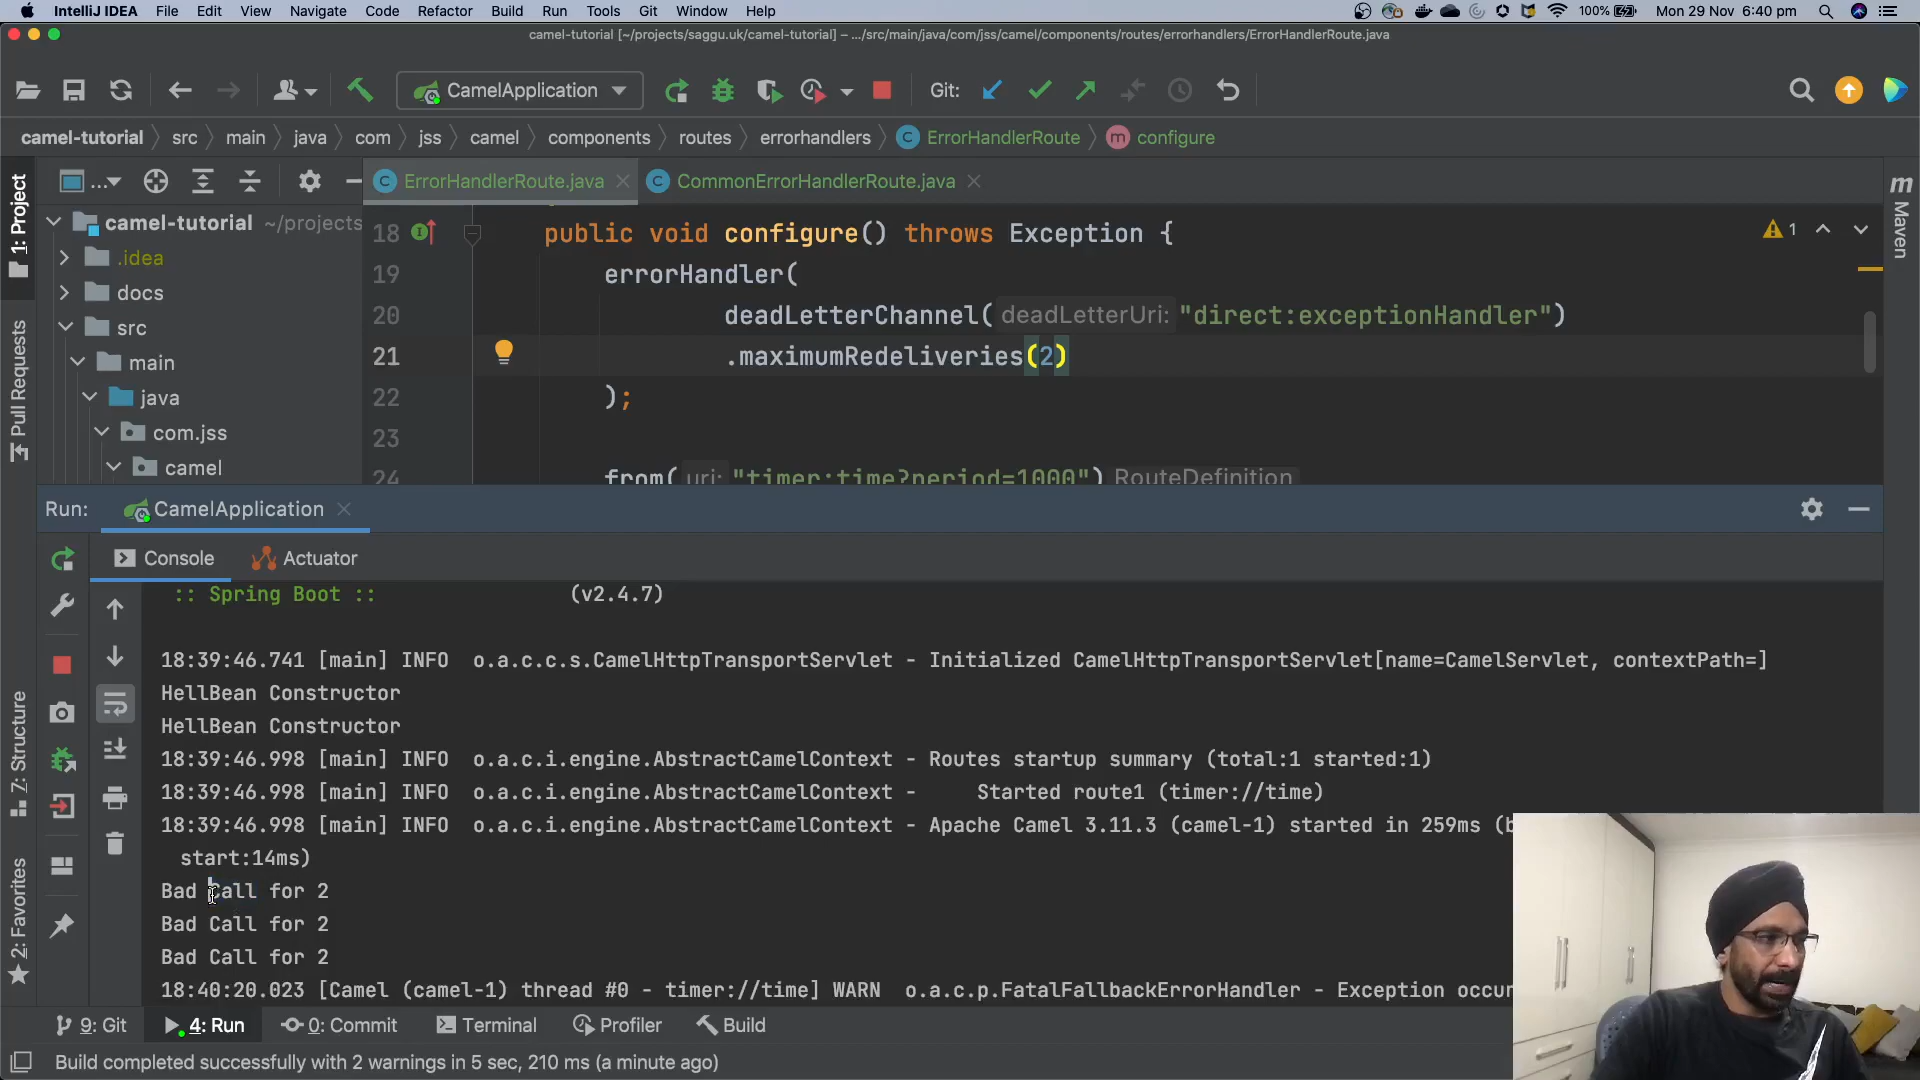 IntelliJ IDEA File Edit View Navigate Code Refactor Build Run Tools Git Window Help 100% Mon 29 Nov 6:40 pm
camel-tutorial [~/projects/saggu.uk/camel-tutorial] – .../src/main/java/com/jss/camel/components/routes/errorhandlers/ErrorHandlerRoute.java
CamelApplication Git:
camel-tutorial src main java com jss camel components routes errorhandlers ErrorHandlerRoute configure
... ErrorHandlerRoute.java CommonErrorHandlerRoute.java
camel-tutorial ~/projects
.idea
docs
src
main
java
com.jss
camel
18 public void configure() throws Exception {
19 errorHandler(
20 deadLetterChannel( deadLetterUri: "direct:exceptionHandler")
21 .maximumRedeliveries(2)
22 );
23
24 from( uri: "timer:time?period=1000") RouteDefinition
1
1: Project
Pull Requests
7: Structure
2: Favorites
Maven
Run: CamelApplication
Console Actuator
:: Spring Boot :: (v2.4.7)
18:39:46.741 [main] INFO o.a.c.c.s.CamelHttpTransportServlet - Initialized CamelHttpTransportServlet[name=CamelServlet, contextPath=]
HellBean Constructor
HellBean Constructor
18:39:46.998 [main] INFO o.a.c.i.engine.AbstractCamelContext - Routes startup summary (total:1 started:1)
18:39:46.998 [main] INFO o.a.c.i.engine.AbstractCamelContext - Started route1 (timer://time)
18:39:46.998 [main] INFO o.a.c.i.engine.AbstractCamelContext - Apache Camel 3.11.3 (camel-1) started in 259ms (
start:14ms)
Bad Call for 2
Bad Call for 2
Bad Call for 2
18:40:20.023 [Camel (camel-1) thread #0 - timer://time] WARN o.a.c.p.FatalFallbackErrorHandler - Exception occur
9: Git 4: Run 0: Commit Terminal Profiler Build
Build completed successfully with 2 warnings in 5 sec, 210 ms (a minute ago)